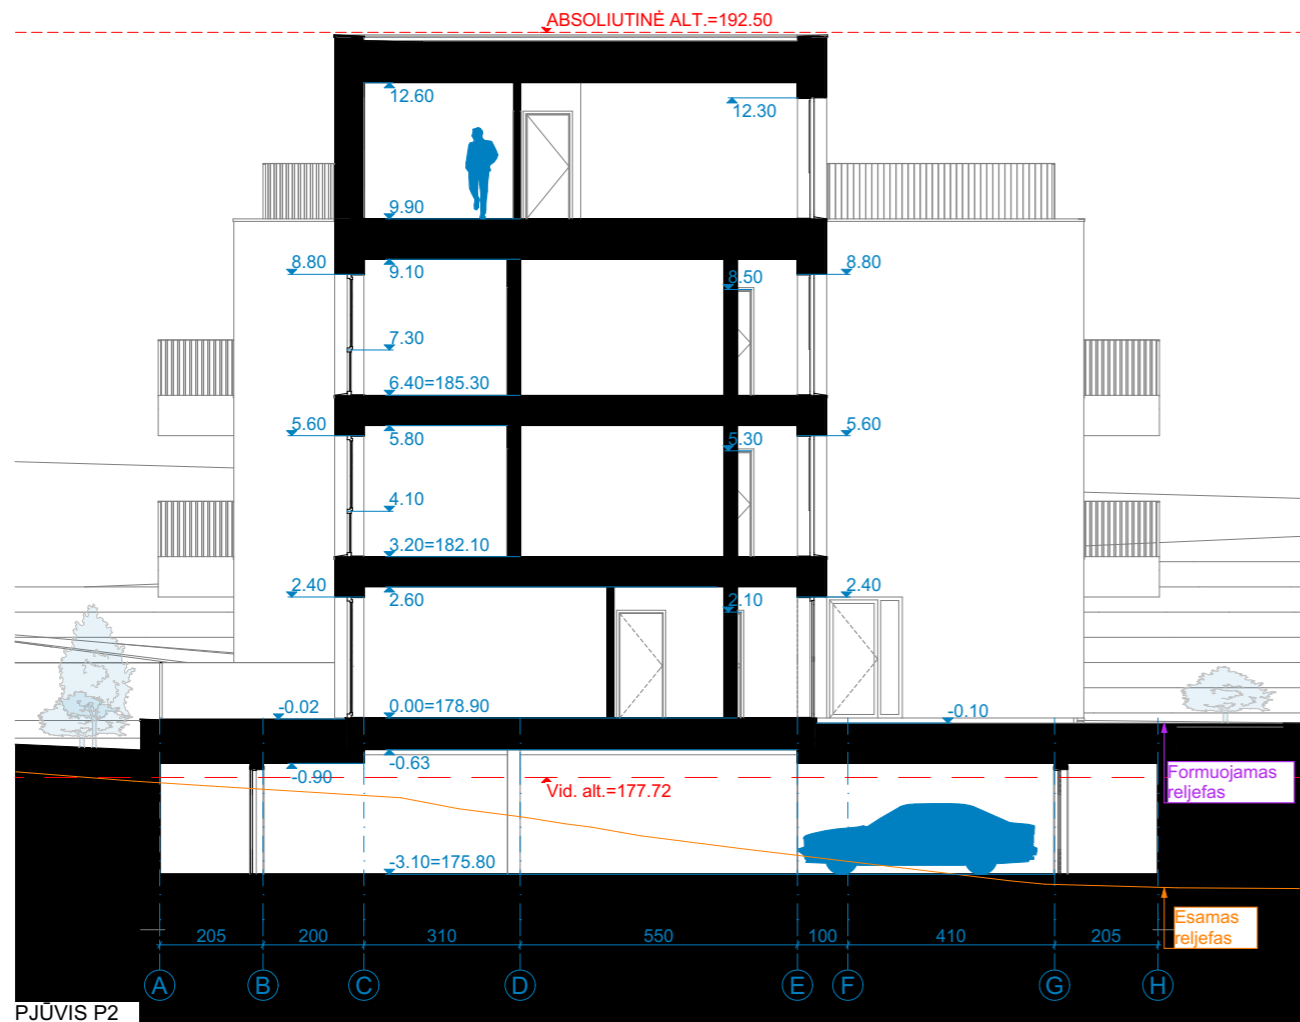 ABSOLIUTINĖ ALT.=192.50
12.60
12.30
9.90
8.80
9.10
8.50
8.80
7.30
6.40=185.30
5.60
5.80
5.30
5.60
4.10
3.20=182.10
2.40
2.60
2.10
2.40
-0.02
0.00=178.90
-0.10
-0.90
-0.63
Vid. alt.=177.72
Formuojamas
reljefas
-3.10=175.80
Esamas
reljefas
205 200 310 550 100 410 205
A B C D E F G H
PJŪVIS P2